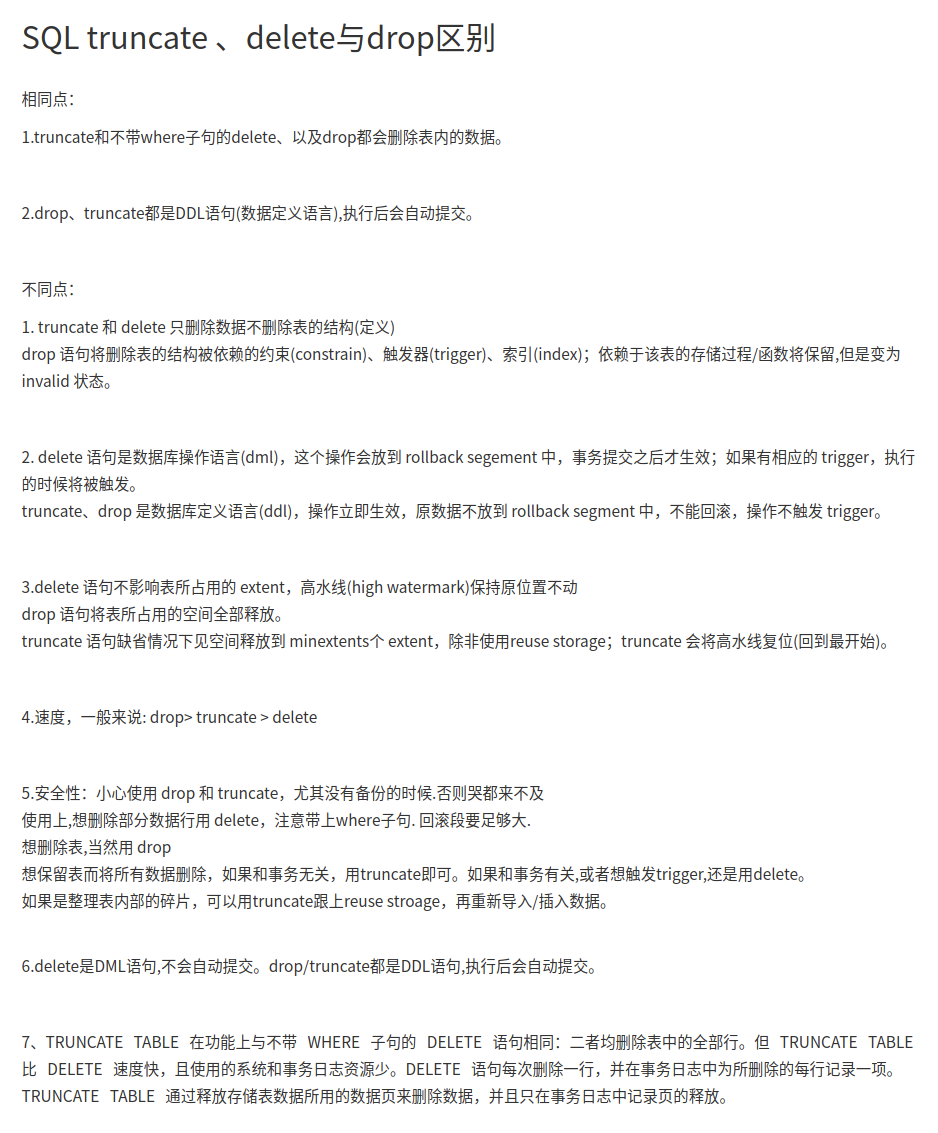 SQL truncate 、delete与drop区别
相同点：
1.truncate和不带where子句的delete、以及drop都会删除表内的数据。
2.drop、truncate都是DDL语句(数据定义语言),执行后会自动提交。
不同点：
1. truncate 和 delete 只删除数据不删除表的结构(定义)
drop 语句将删除表的结构被依赖的约束(constrain)、触发器(trigger)、索引(index)；依赖于该表的存储过程/函数将保留,但是变为
invalid 状态。
2. delete 语句是数据库操作语言(dml)，这个操作会放到 rollback segement 中，事务提交之后才生效；如果有相应的 trigger，执行
的时候将被触发。
truncate、drop 是数据库定义语言(ddl)，操作立即生效，原数据不放到 rollback segment 中，不能回滚，操作不触发 trigger。
3.delete 语句不影响表所占用的 extent，高水线(high watermark)保持原位置不动
drop 语句将表所占用的空间全部释放。
truncate 语句缺省情况下见空间释放到 minextents个 extent，除非使用reuse storage；truncate 会将高水线复位(回到最开始)。
4.速度，一般来说: drop> truncate > delete
5.安全性：小心使用 drop 和 truncate，尤其没有备份的时候.否则哭都来不及
使用上,想删除部分数据行用 delete，注意带上where子句. 回滚段要足够大.
想删除表,当然用 drop
想保留表而将所有数据删除，如果和事务无关，用truncate即可。如果和事务有关,或者想触发trigger,还是用delete。
如果是整理表内部的碎片，可以用truncate跟上reuse stroage，再重新导入/插入数据。
6.delete是DML语句,不会自动提交。drop/truncate都是DDL语句,执行后会自动提交。
7、TRUNCATE TABLE 在功能上与不带 WHERE 子句的 DELETE 语句相同：二者均删除表中的全部行。但 TRUNCATE TABLE
比 DELETE 速度快，且使用的系统和事务日志资源少。DELETE 语句每次删除一行，并在事务日志中为所删除的每行记录一项。
TRUNCATE TABLE 通过释放存储表数据所用的数据页来删除数据，并且只在事务日志中记录页的释放。